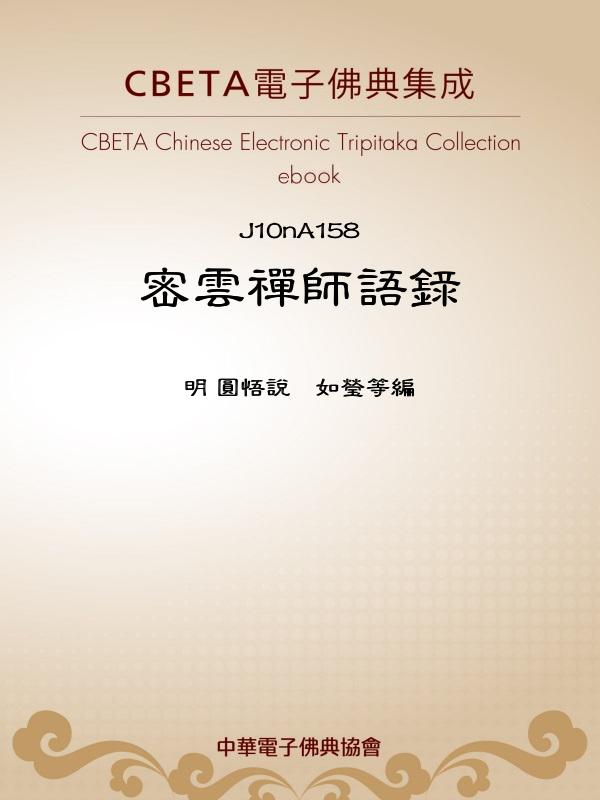 CBETA電子佛典集成
CBETA Chinese Electronic Tripitaka Collection
ebook
J10nA158
密雲禪師語錄
明 圓悟說　如瑩等編
中華電子佛典協會